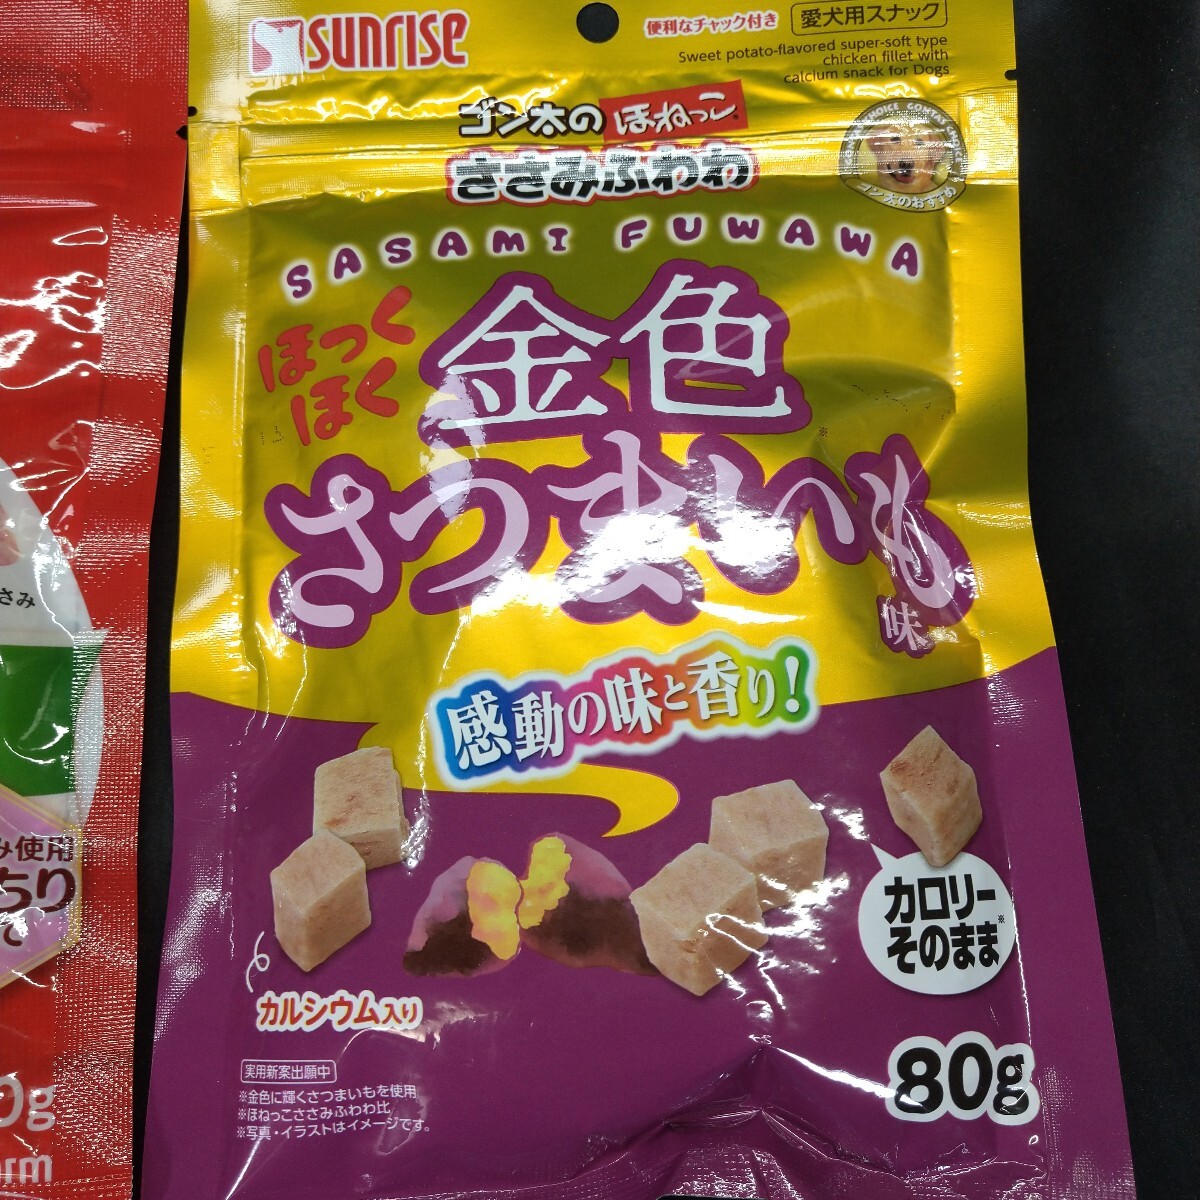 sunrise
便利なチャック付き
愛犬用スナック
Sweet potato-flavored super-soft type
chicken fillet with
calcium snack for Dogs
ゴン太のほねっこ
ささみふわわ
ゴン太のおすすめ
SASAMI FUWAWA
ほっく
ほく
金色
さつまいも
味
※
感動の味と香り!
カロリー
そのまま※
カルシウム入り
実用新案出願中
※金色に輝くさつまいもを使用
※ほねっこささみふわわ比
※写真・イラストはイメージです。
80g
さみ
み使用
ちり
て
0g
orm